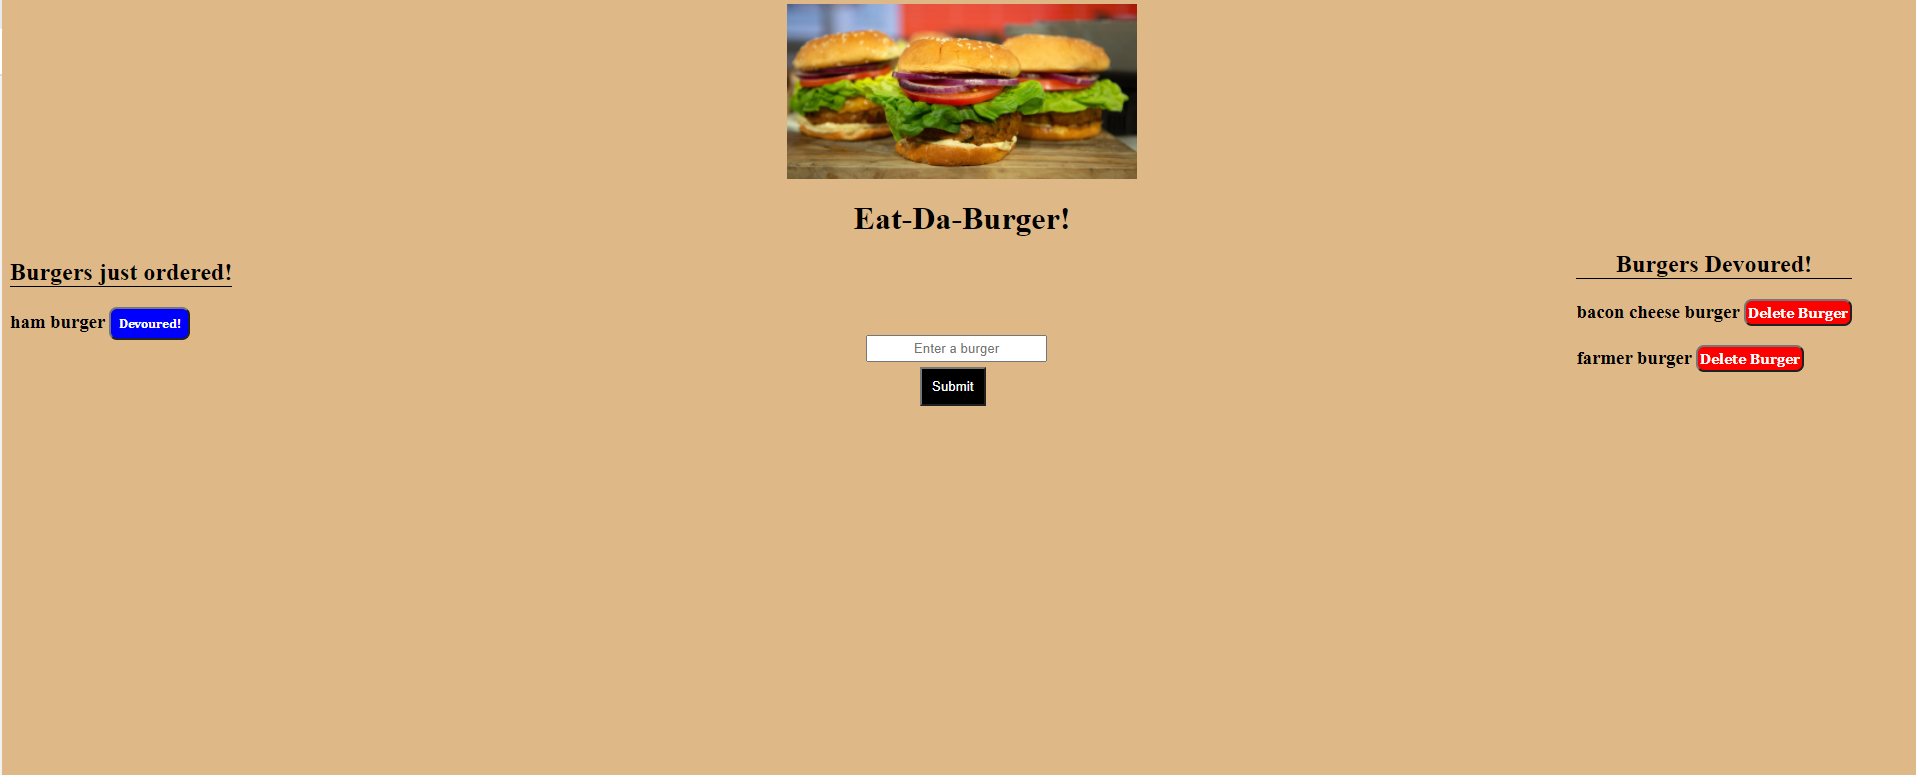 Eat-Da-Burger!
Burgers just ordered!
ham burger Devoured!
Enter a burger
Submit
Burgers Devoured!
bacon cheese burger Delete Burger
farmer burger Delete Burger